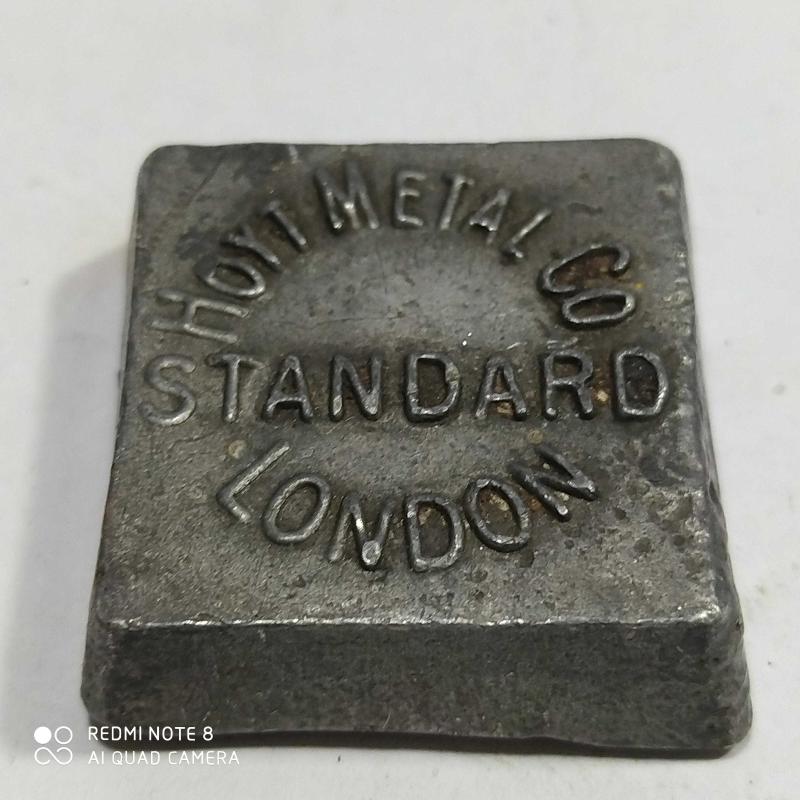 HOYT METAL CO
STANDARD
LONDON
REDMI NOTE 8
AI QUAD CAMERA